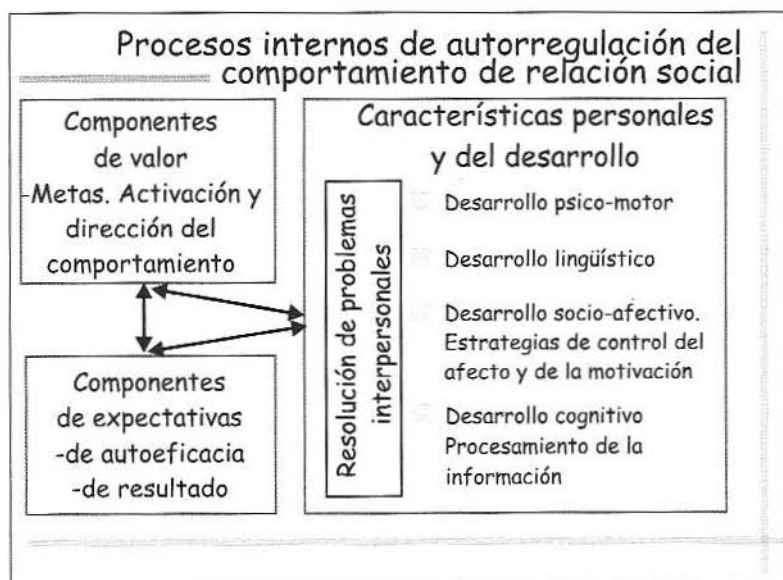 Procesos internos de autorregulación del
comportamiento de relación social
Componentes
de valor
-Metas. Activación y
dirección del
comportamiento
Componentes
de expectativas
-de autoeficacia
-de resultado
Características personales
y del desarrollo
Resolución de problemas
interpersonales
Desarrollo psico-motor
Desarrollo lingüístico
Desarrollo socio-afectivo.
Estrategias de control del
afecto y de la motivación
Desarrollo cognitivo
Procesamiento de la
información